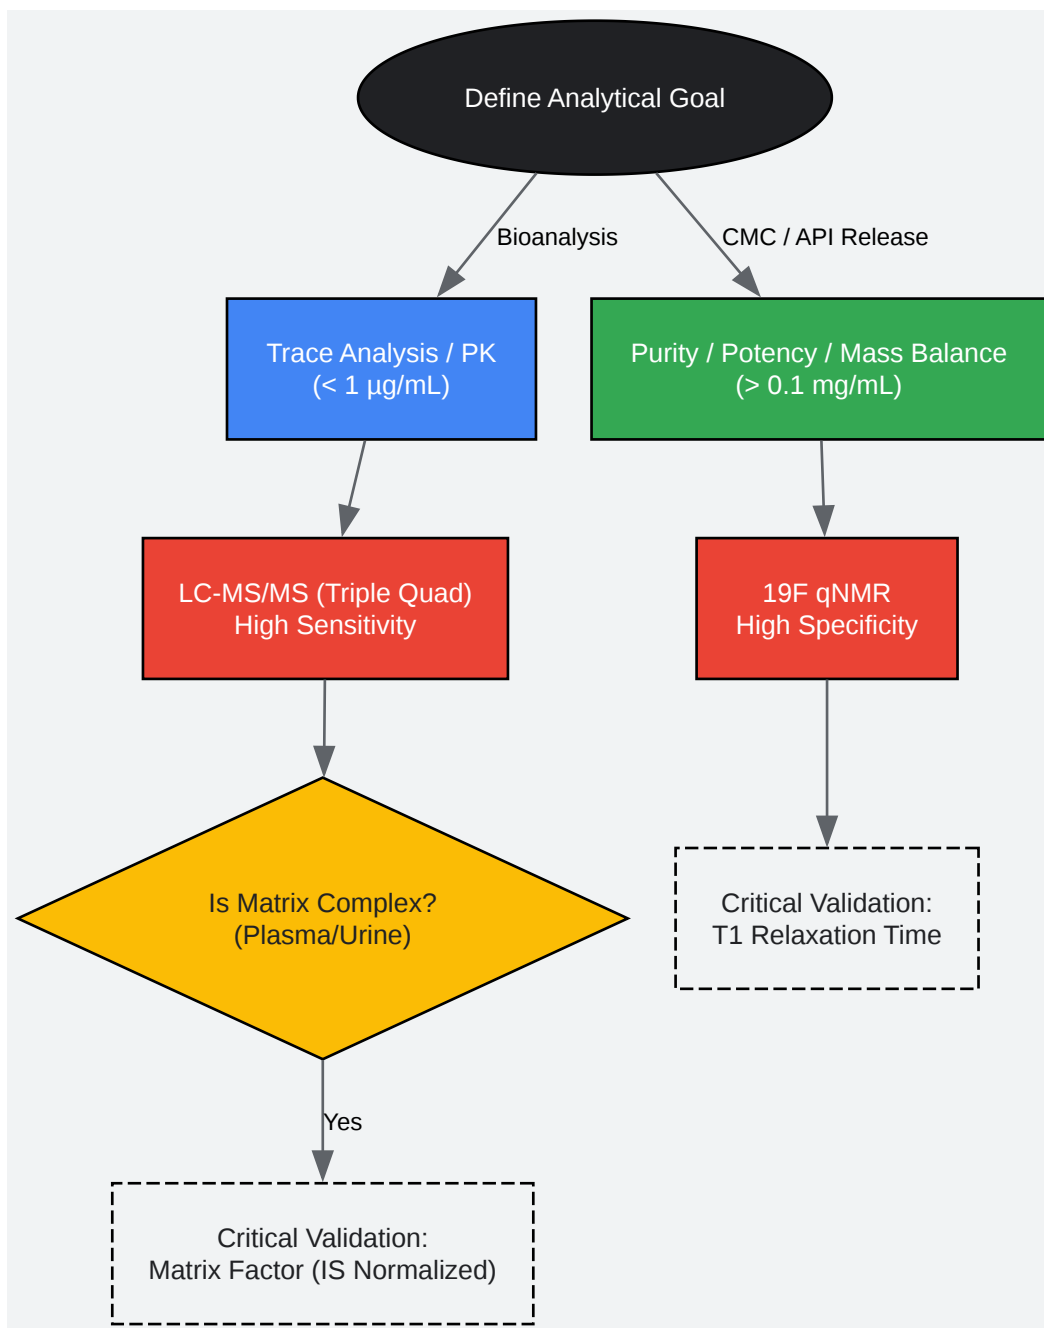 Define Analytical Goal
Bioanalysis
CMC / API Release
Trace Analysis / PK
(< 1 µg/mL)
Purity / Potency / Mass Balance
(> 0.1 mg/mL)
LC-MS/MS (Triple Quad)
High Sensitivity
19F qNMR
High Specificity
Is Matrix Complex?
(Plasma/Urine)
Critical Validation:
T1 Relaxation Time
Yes
Critical Validation:
Matrix Factor (IS Normalized)